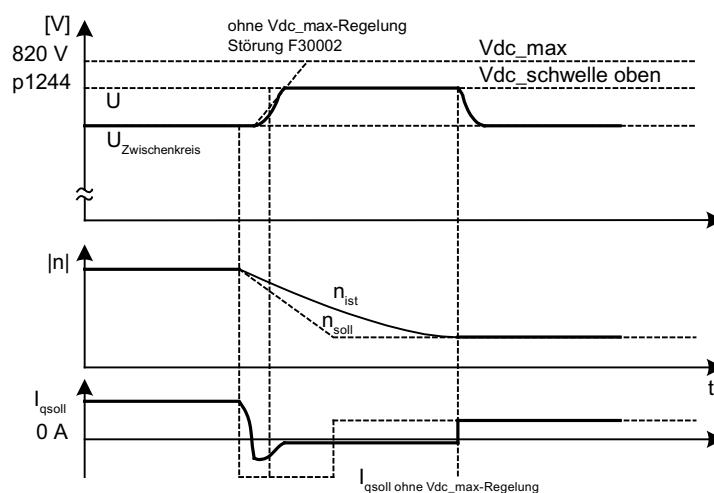 [V]
ohne Vdc_max-Regelung
Störung F30002
820 V
Vdc_max
p1244
Vdc_schwelle oben
U
UZwischenkreis
|n|
nist
nsoll
t
Iqsoll
0 A
Iqsoll ohne Vdc_max-Regelung